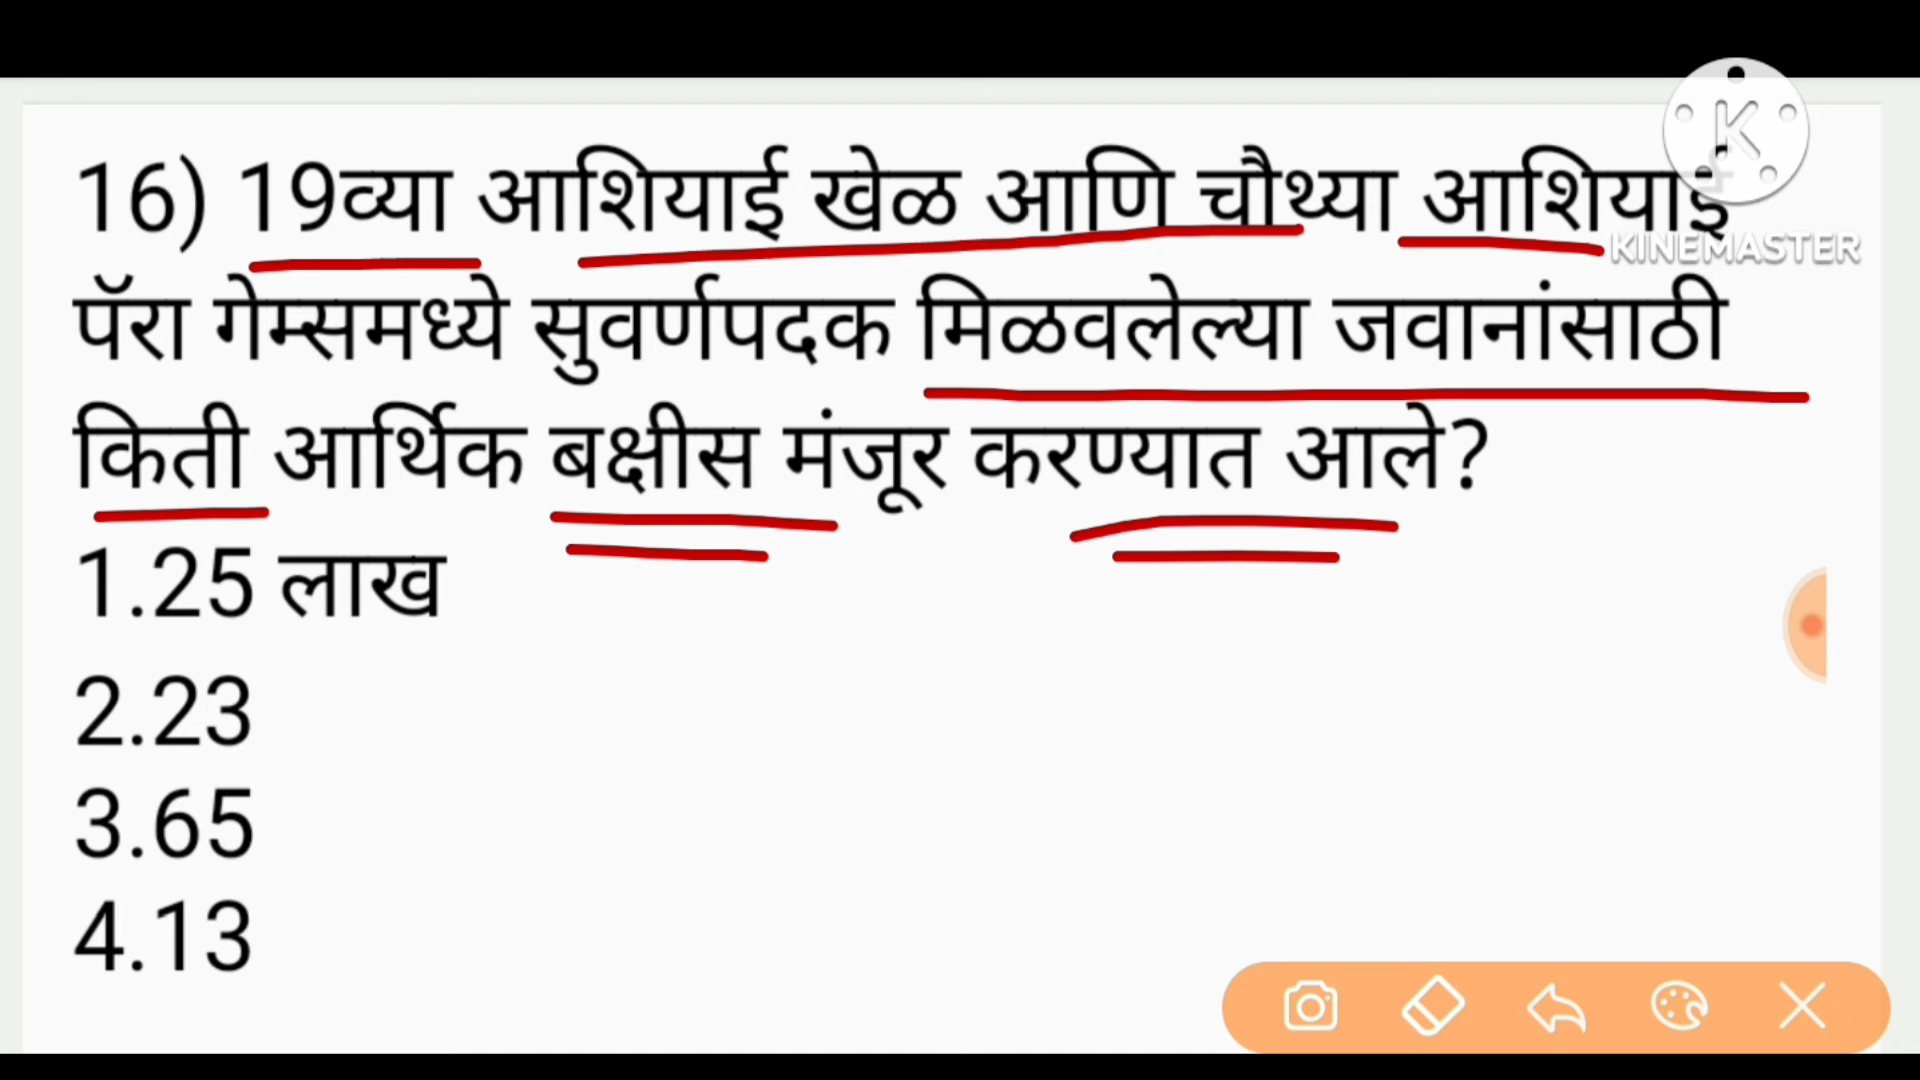 16) 19व्या आशियाई खेळ आणि चौथ्या आशियाई
KINEMASTER
पॅरा गेम्समध्ये सुवर्णपदक मिळवलेल्या जवानांसाठी
किती आर्थिक बक्षीस मंजूर करण्यात आले?
1.25 लाख
2.23
3.65
4.13